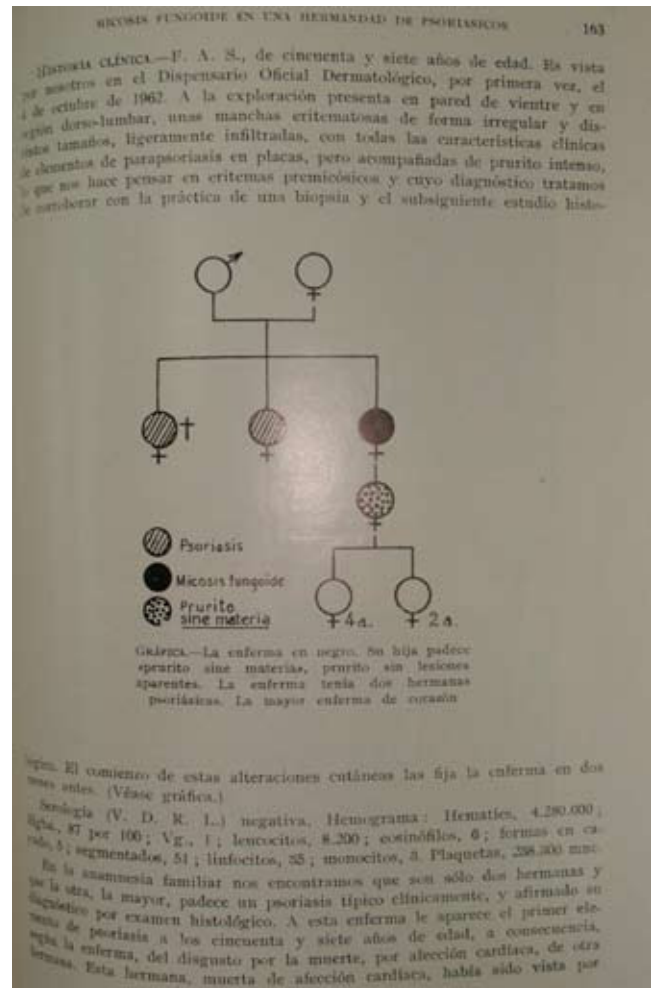 MICOSIS FUNGOIDE EN UNA HERMANDAD DE PSORIASICOS 163
HISTORIA CLÍNICA.—F. A. S., de cincuenta y siete años de edad. Es vista
por nosotros en el Dispensario Oficial Dermatológico, por primera vez, el
4 de octubre de 1962. A la exploración presenta en pared de vientre y en
región dorso-lumbar, unas manchas eritematosas de forma irregular y dis-
tintos tamaños, ligeramente infiltradas, con todas las características clínicas
de elementos de parapsoriasis en placas, pero acompañadas de prurito intenso,
lo que nos hace pensar en eritemas premicósicos y cuyo diagnóstico tratamos
de corroborar con la práctica de una biopsia y el subsiguiente estudio histo-
Psoriasis
Micosis fungoide
Prurito
sine materia
4a.
2a.
GRÁFICA.—La enferma en negro. Su hija padece
«prurito sine materia», prurito sin lesiones
aparentes. La enferma tenía dos hermanas
psoriásicas. La mayor enferma de corazón
lógico. El comienzo de estas alteraciones cutáneas las fija la enferma en dos
meses antes. (Véase gráfica.)
Serología (V. D. R. L.) negativa. Hemograma: Hematíes, 4.280.000;
Hgba., 87 por 100; Vg., 1; leucocitos, 8.200; eosinófilos, 6; formas en ca-
yado, 5; segmentados, 51; linfocitos, 35; monocitos, 3. Plaquetas, 238.300 mmc.
En la anamnesia familiar nos encontramos que son sólo dos hermanas y
que la otra, la mayor, padece un psoriasis típico clínicamente, y afirmado su
diagnóstico por examen histológico. A esta enferma le aparece el primer ele-
mento de psoriasis a los cincuenta y siete años de edad, a consecuencia,
según la enferma, del disgusto por la muerte, por afección cardíaca, de otra
hermana. Esta hermana, muerta de afección cardíaca, había sido vista por